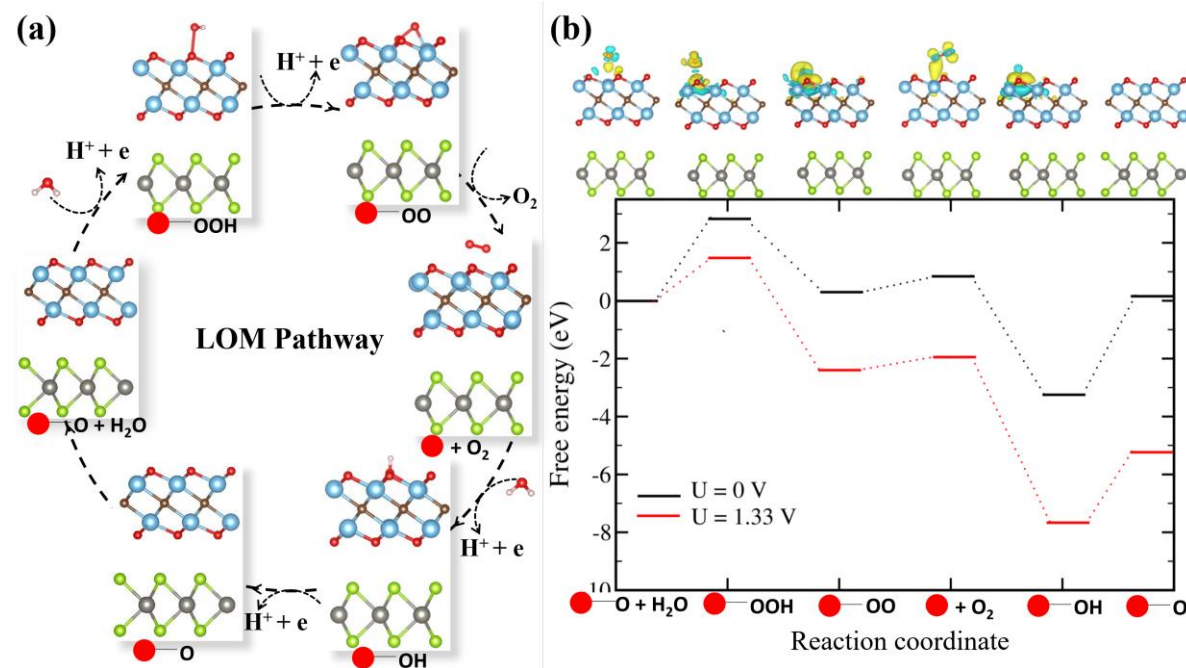 (a)
H⁺ + e
H⁺ + e
OOH
OO
O₂
LOM Pathway
O + H₂O
+ O₂
H⁺ + e
H⁺ + e
O
OH
(b)
Free energy (eV)
2
0
-2
-4
-6
-8
10
U = 0 V
U = 1.33 V
O + H₂O
OOH
OO
+ O₂
OH
O
Reaction coordinate